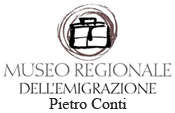 MUSEO REGIONALE
DELL'EMIGRAZIONE
Pietro Conti